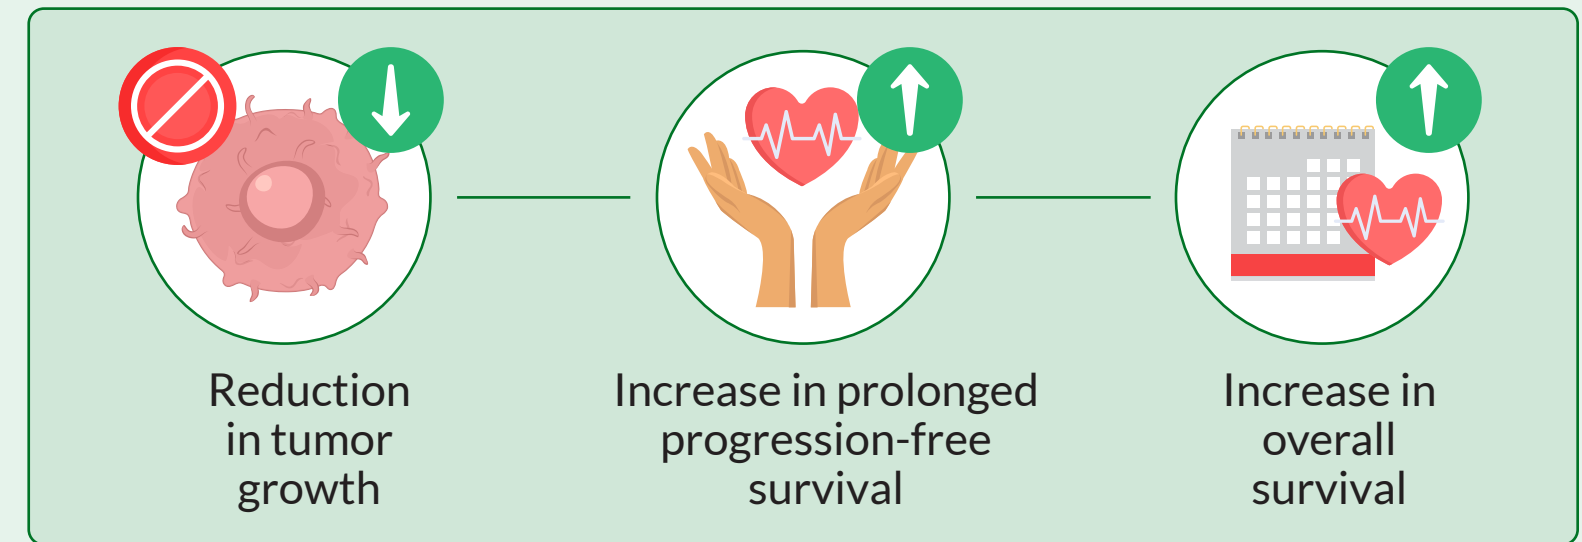 Reduction
in tumor
growth
Increase in prolonged
progression-free
survival
Increase in
overall
survival